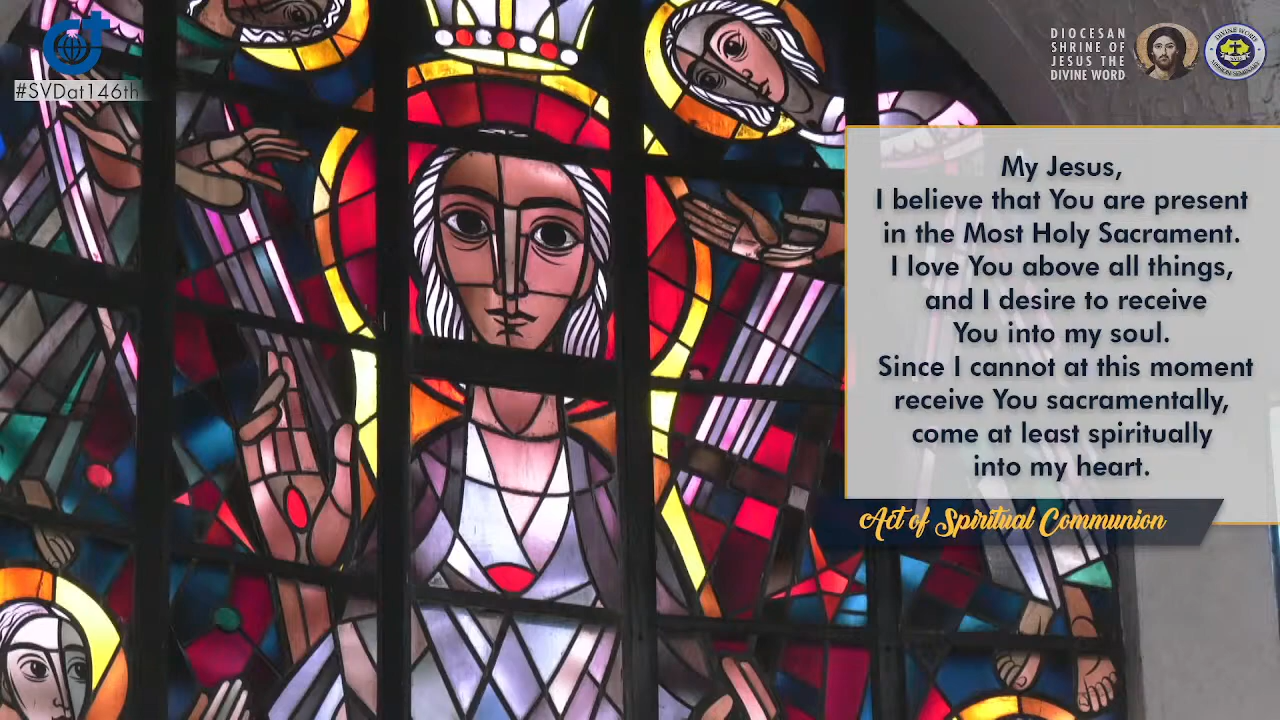 #SVDat146th
DIOCESAN
SHRINE OF
JESUS THE
DIVINE WORD
My Jesus,
I believe that You are present
in the Most Holy Sacrament.
I love You above all things,
and I desire to receive
You into my soul.
Since I cannot at this moment
receive You sacramentally,
come at least spiritually
into my heart.
Act of Spiritual Communion